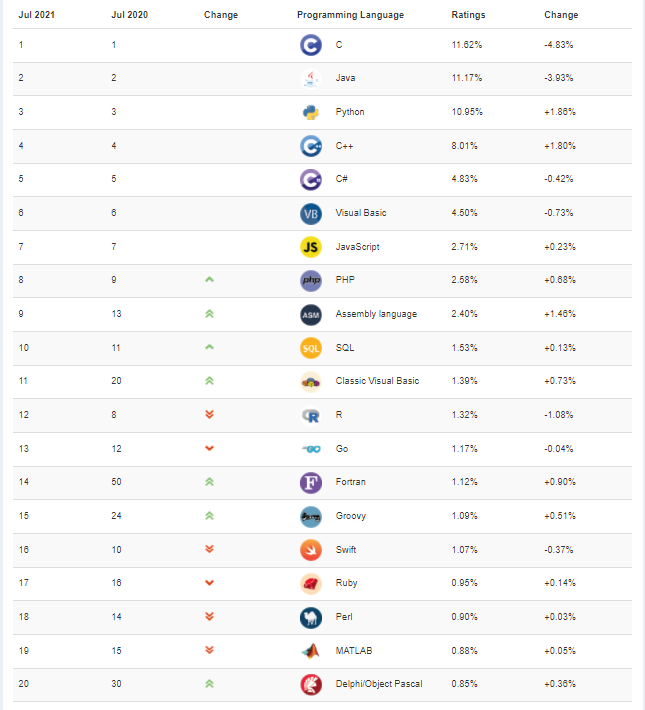 Jul 2021 Jul 2020 Change Programming Language Ratings Change
1 1 C 11.62% -4.83%
2 2 Java 11.17% -3.93%
3 3 Python 10.95% +1.86%
4 4 C++ 8.01% +1.80%
5 5 C# 4.83% -0.42%
6 6 VB Visual Basic 4.50% -0.73%
7 7 JS JavaScript 2.71% +0.23%
8 9 php PHP 2.58% +0.68%
9 13 ASM Assembly language 2.40% +1.46%
10 11 SQL SQL 1.53% +0.13%
11 20 Classic Visual Basic 1.39% +0.73%
12 8 R R 1.32% -1.08%
13 12 GO Go 1.17% -0.04%
14 50 F Fortran 1.12% +0.90%
15 24 Groovy 1.09% +0.51%
16 10 Swift 1.07% -0.37%
17 16 Ruby 0.95% +0.14%
18 14 Perl 0.90% +0.03%
19 15 MATLAB 0.88% +0.05%
20 30 Delphi/Object Pascal 0.85% +0.36%